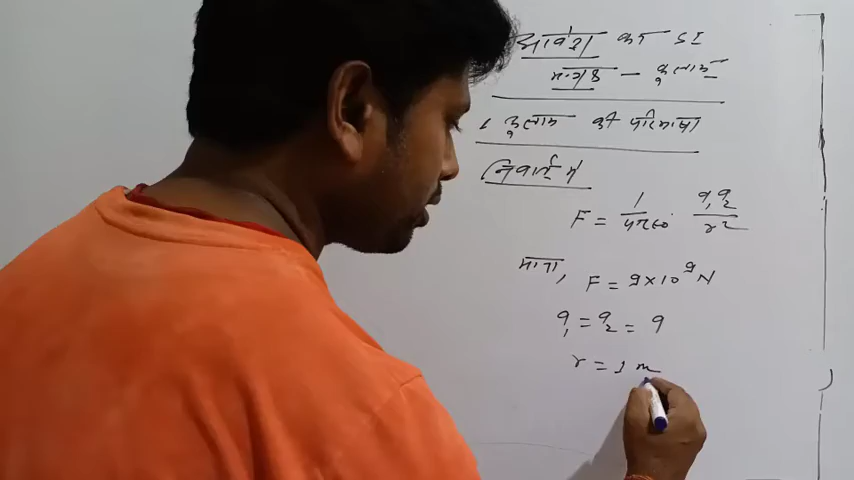 आवेश का SI
मात्रक – कूलाम
1 कूलाम की परिभाषा
निर्वात में
F = 1/4πε0 · q1q2/r²
माना, F = 9×10⁹ N
q1 = q2 = q
r = 1 m